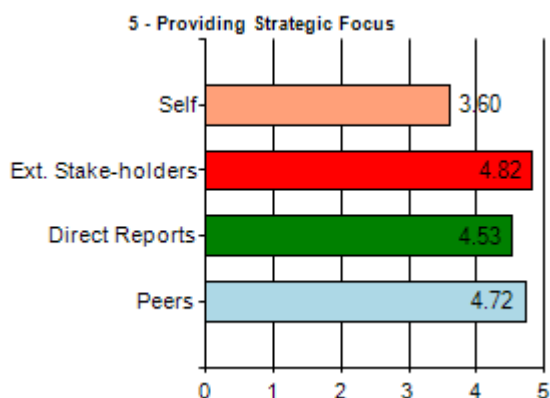 5 - Providing Strategic Focus
Self 3.60
Ext. Stake-holders 4.82
Direct Reports 4.53
Peers 4.72
0 1 2 3 4 5